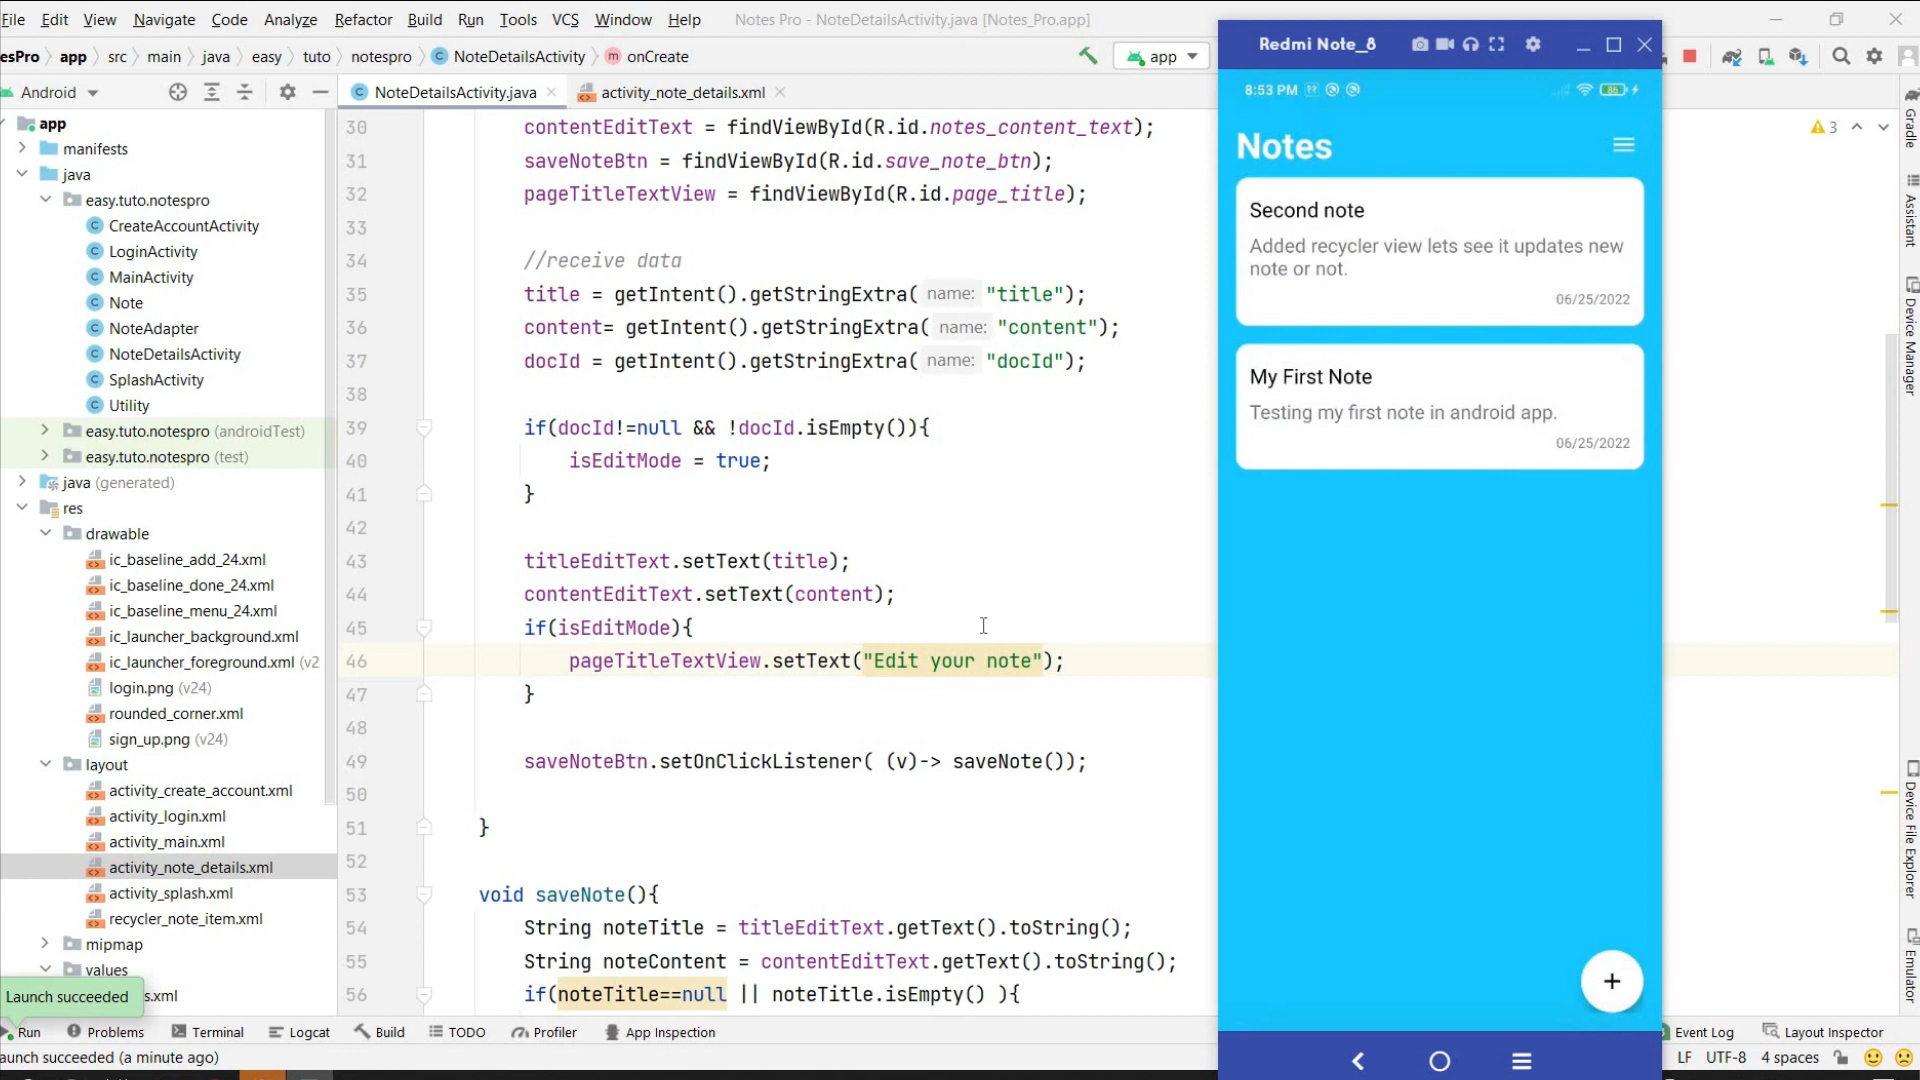 File Edit View Navigate Code Analyze Refactor Build Run Tools VCS Window Help Notes Pro - NoteDetailsActivity.java [Notes_Pro.app]
esPro app src main java easy tuto notespro NoteDetailsActivity onCreate app
Android
NoteDetailsActivity.java activity_note_details.xml
app
manifests
java
easy.tuto.notespro
CreateAccountActivity
LoginActivity
MainActivity
Note
NoteAdapter
NoteDetailsActivity
SplashActivity
Utility
easy.tuto.notespro (androidTest)
easy.tuto.notespro (test)
java (generated)
res
drawable
ic_baseline_add_24.xml
ic_baseline_done_24.xml
ic_baseline_menu_24.xml
ic_launcher_background.xml
ic_launcher_foreground.xml (v2
login.png (v24)
rounded_corner.xml
sign_up.png (v24)
layout
activity_create_account.xml
activity_login.xml
activity_main.xml
activity_note_details.xml
activity_splash.xml
recycler_note_item.xml
mipmap
values
s.xml
Launch succeeded
30 contentEditText = findViewById(R.id.notes_content_text);
31 saveNoteBtn = findViewById(R.id.save_note_btn);
32 pageTitleTextView = findViewById(R.id.page_title);
33
34 //receive data
35 title = getIntent().getStringExtra( name: "title");
36 content= getIntent().getStringExtra( name: "content");
37 docId = getIntent().getStringExtra( name: "docId");
38
39 if(docId!=null && !docId.isEmpty()){
40 isEditMode = true;
41 }
42
43 titleEditText.setText(title);
44 contentEditText.setText(content);
45 if(isEditMode){
46 pageTitleTextView.setText("Edit your note");
47 }
48
49 saveNoteBtn.setOnClickListener( (v)-> saveNote());
50
51 }
52
53 void saveNote(){
54 String noteTitle = titleEditText.getText().toString();
55 String noteContent = contentEditText.getText().toString();
56 if(noteTitle==null || noteTitle.isEmpty() ){
3
Redmi Note_8
8:53 PM
86
Notes
Second note
Added recycler view lets see it updates new
note or not.
06/25/2022
My First Note
Testing my first note in android app.
06/25/2022
+
Gradle
Assistant
Device Manager
Device File Explorer
Emulator
Run Problems Terminal Logcat Build TODO Profiler App Inspection Event Log Layout Inspector
aunch succeeded (a minute ago) LF UTF-8 4 spaces